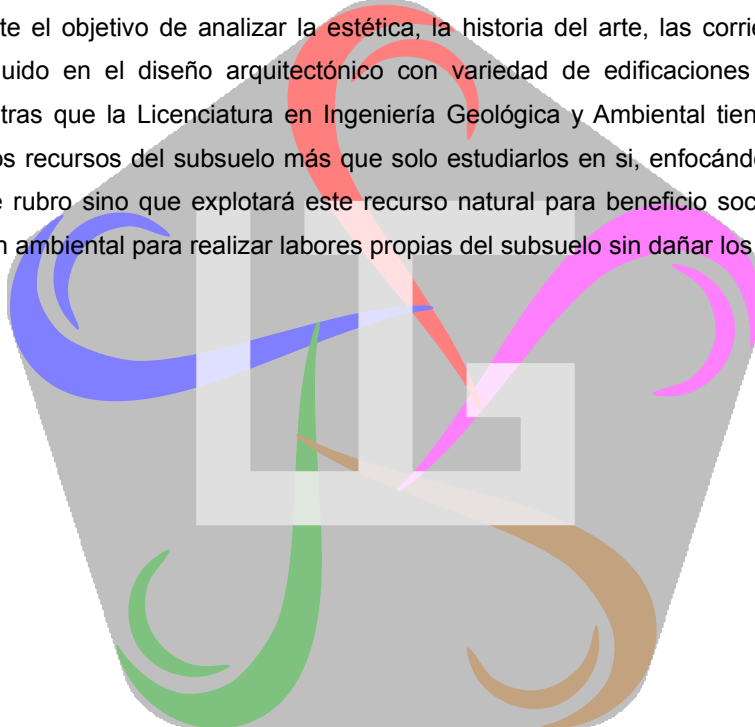 te el objetivo de analizar la estética, la historia del arte, las corrie
uido en el diseño arquitectónico con variedad de edificaciones
tras que la Licenciatura en Ingeniería Geológica y Ambiental tien
os recursos del subsuelo más que solo estudiarlos en si, enfocánde
e rubro sino que explotará este recurso natural para beneficio soc
n ambiental para realizar labores propias del subsuelo sin dañar los